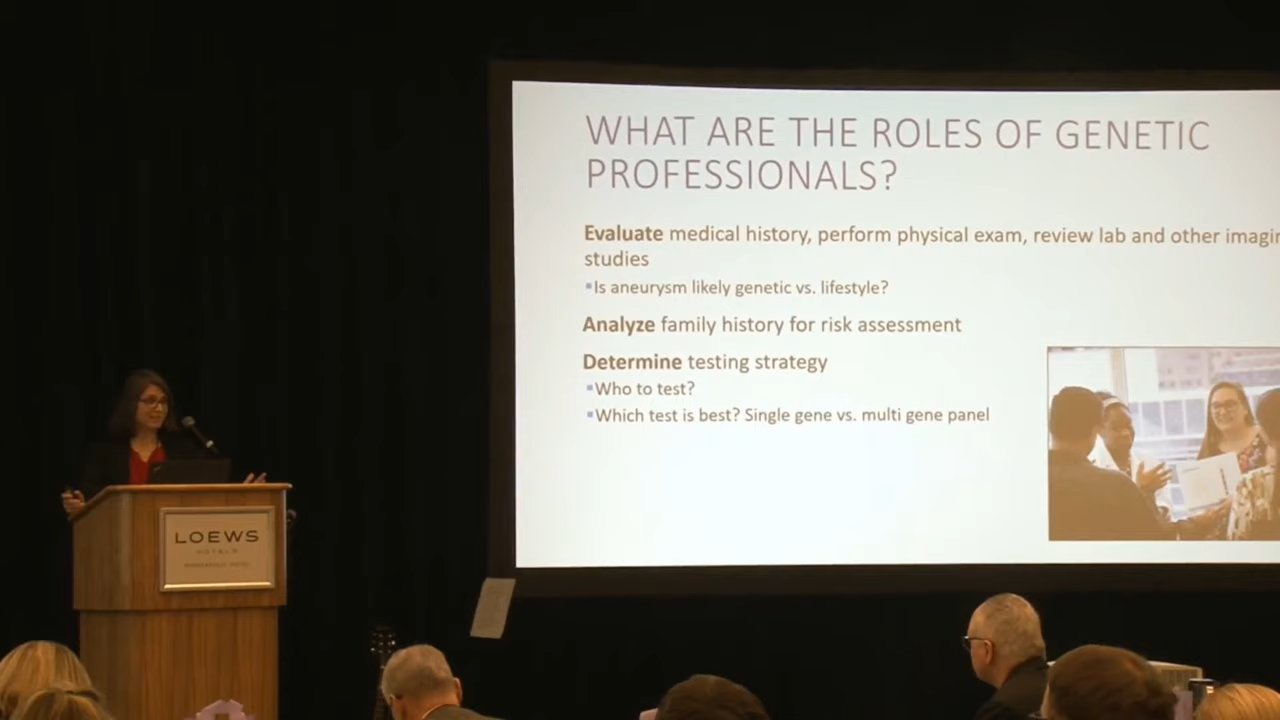 WHAT ARE THE ROLES OF GENETIC
PROFESSIONALS?
Evaluate medical history, perform physical exam, review lab and other imagin
studies
▪Is aneurysm likely genetic vs. lifestyle?
Analyze family history for risk assessment
Determine testing strategy
▪Who to test?
▪Which test is best? Single gene vs. multi gene panel
LOEWS
HOTELS